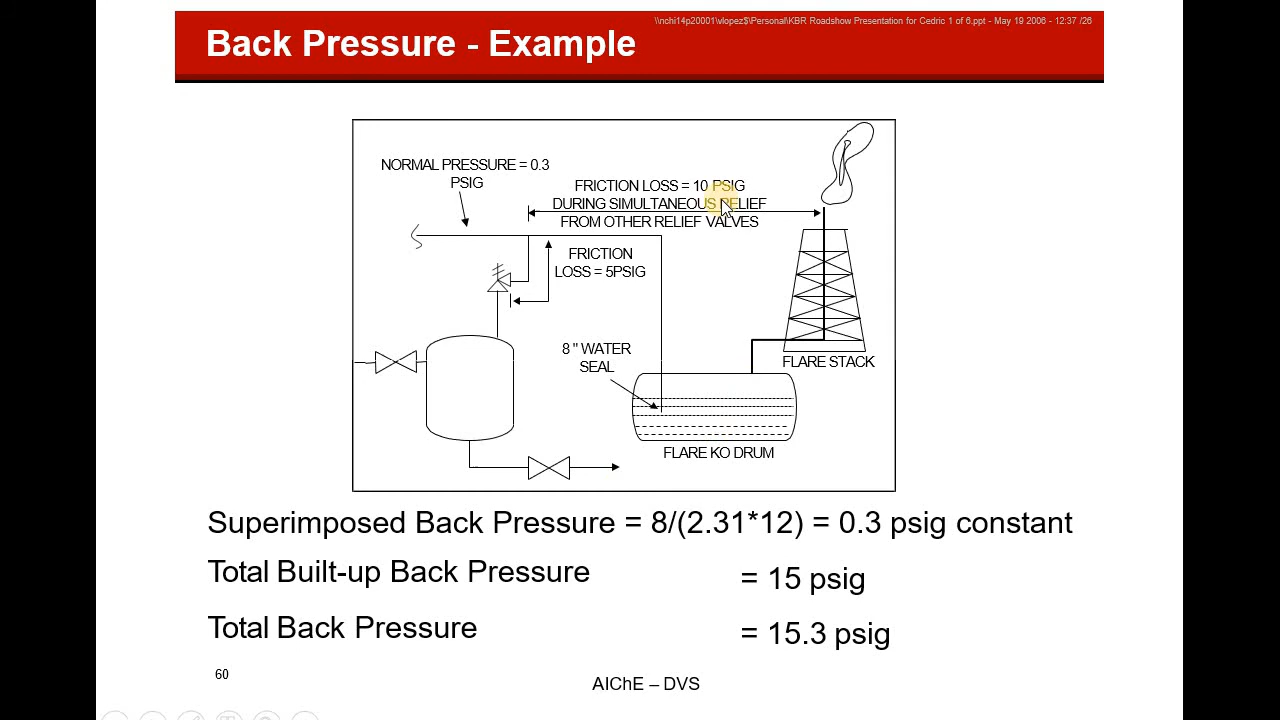 \\nchi14p20001\vlopez$\Personal\KBR Roadshow Presentation for Cedric 1 of 6.ppt - May 19 2006 - 12:37 /26
Back Pressure - Example
NORMAL PRESSURE = 0.3
PSIG
FRICTION LOSS = 10 PSIG
DURING SIMULTANEOUS RELIEF
FROM OTHER RELIEF VALVES
FRICTION
LOSS = 5PSIG
8 " WATER
SEAL
FLARE STACK
FLARE KO DRUM
Superimposed Back Pressure = 8/(2.31*12) = 0.3 psig constant
Total Built-up Back Pressure = 15 psig
Total Back Pressure = 15.3 psig
60
AIChE – DVS